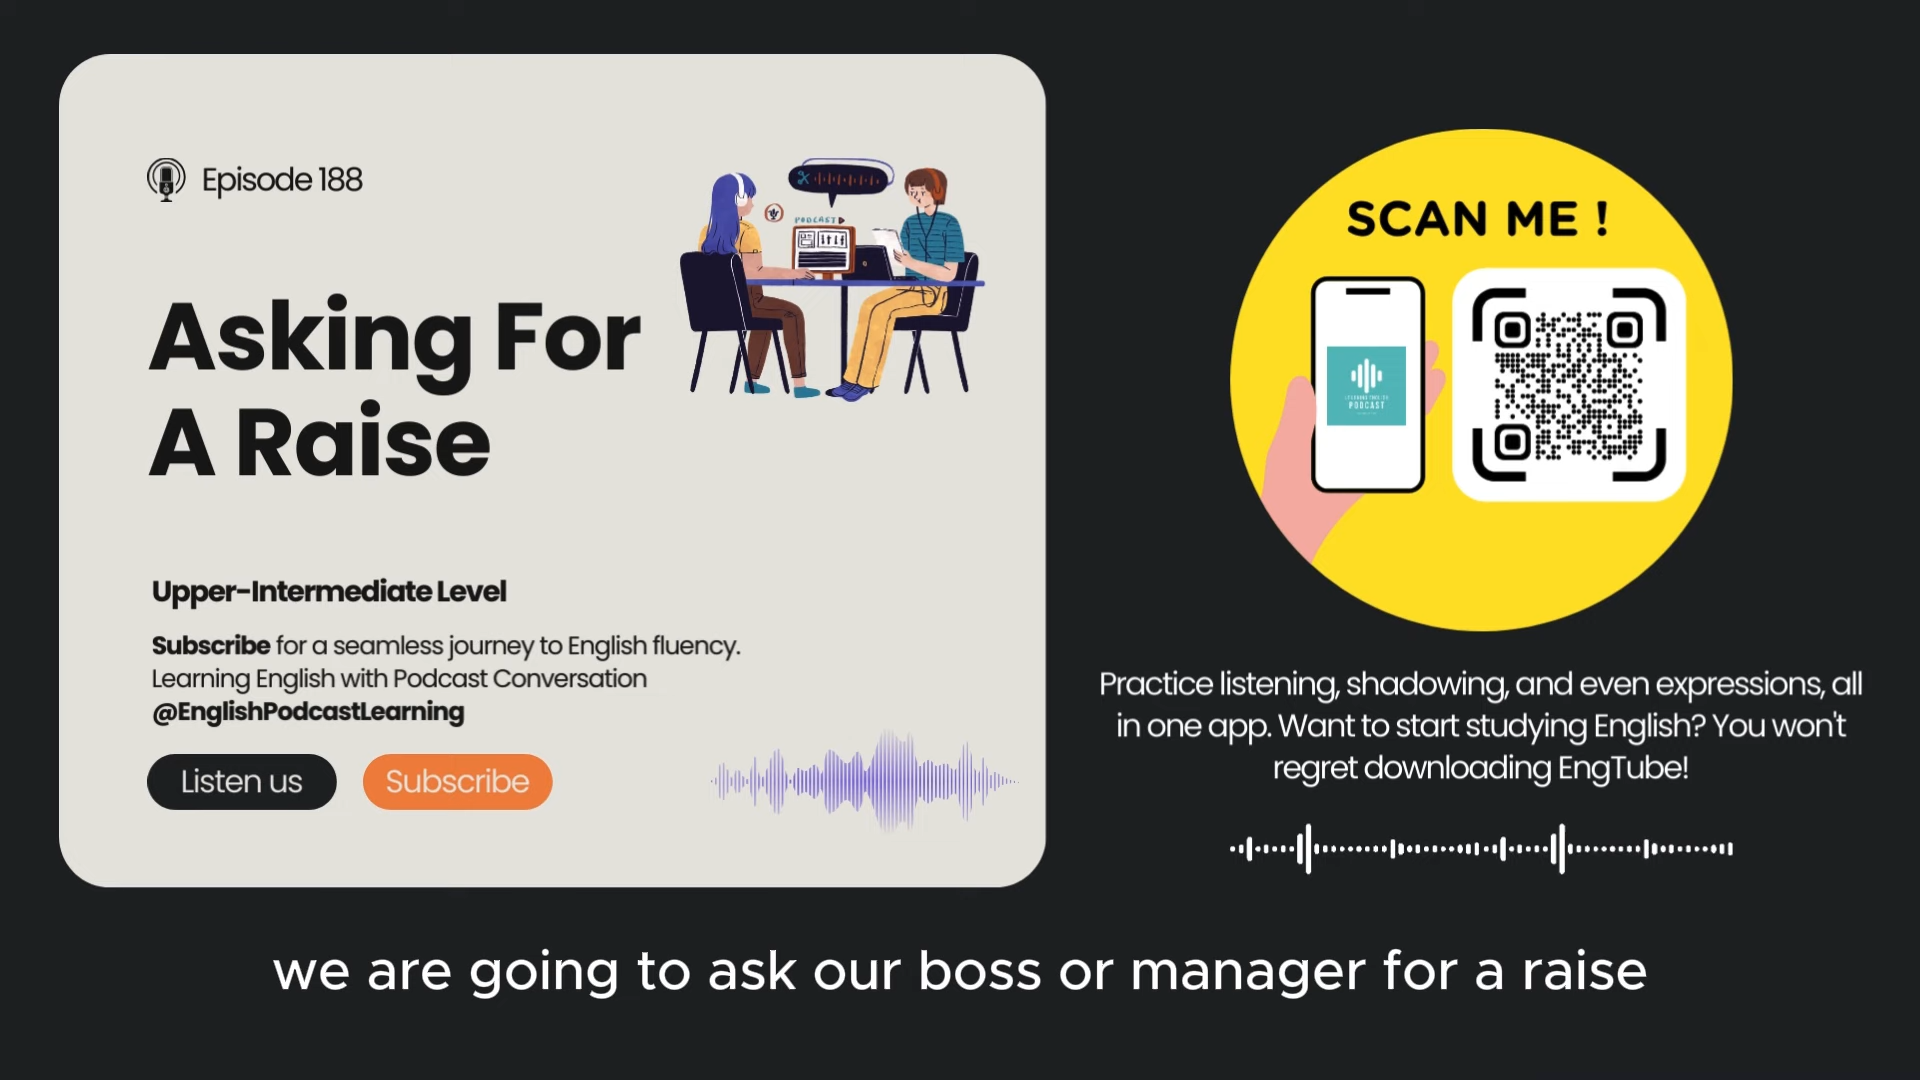 Episode 188
PODCAST
Asking For
A Raise
Upper-Intermediate Level
Subscribe for a seamless journey to English fluency.
Learning English with Podcast Conversation
@EnglishPodcastLearning
Listen us
Subscribe
SCAN ME !
PODCAST
Practice listening, shadowing, and even expressions, all
in one app. Want to start studying English? You won't
regret downloading EngTube!
we are going to ask our boss or manager for a raise